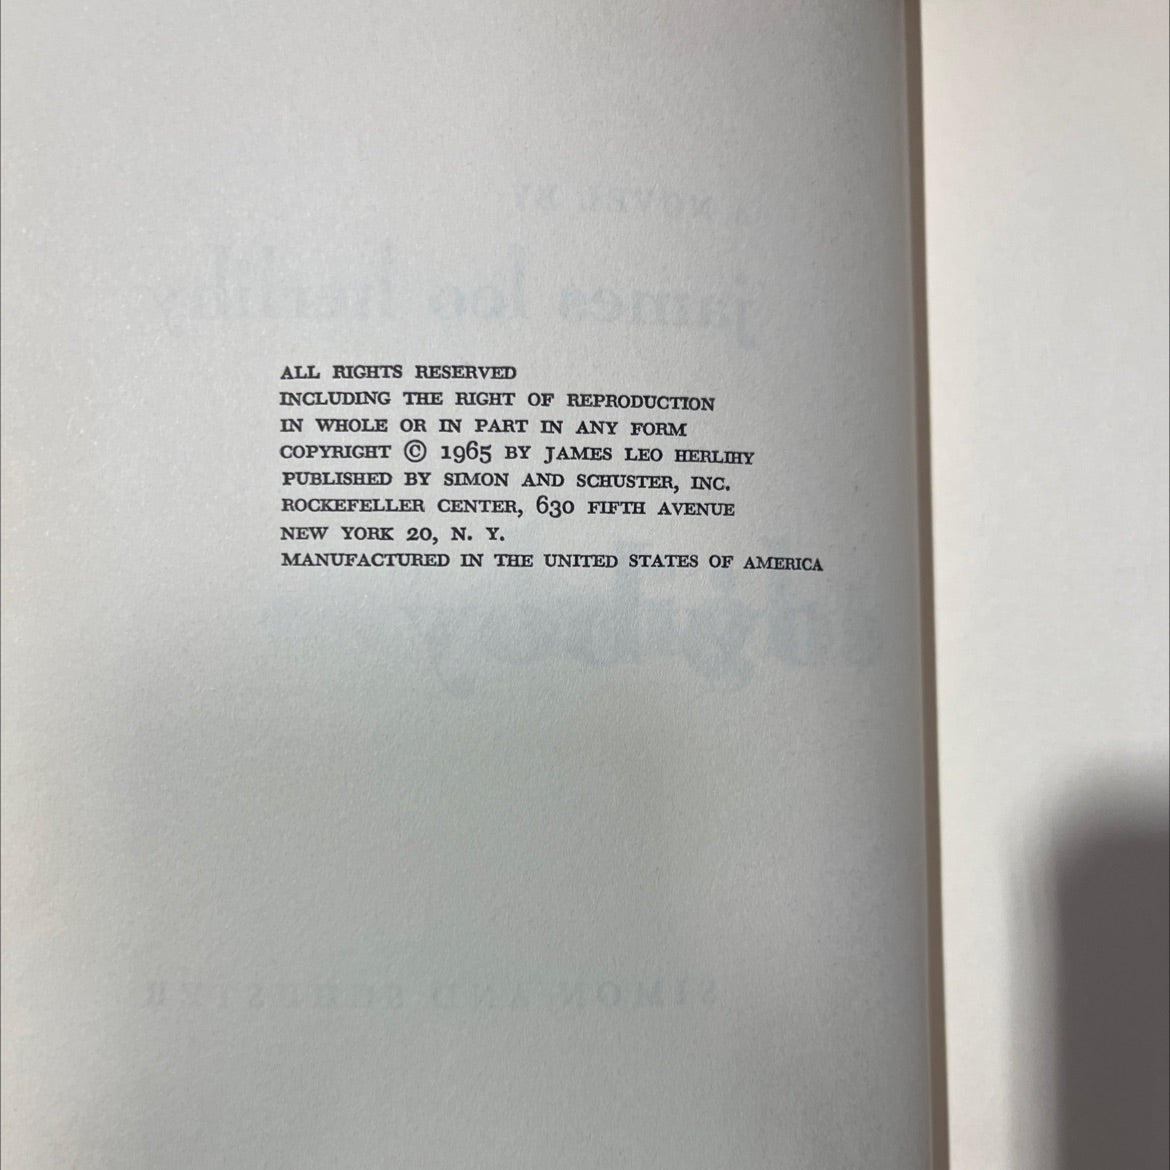 ALL RIGHTS RESERVED
INCLUDING THE RIGHT OF REPRODUCTION
IN WHOLE OR IN PART IN ANY FORM
COPYRIGHT © 1965 BY JAMES LEO HERLIHY
PUBLISHED BY SIMON AND SCHUSTER, INC.
ROCKEFELLER CENTER, 630 FIFTH AVENUE
NEW YORK 20, N. Y.
MANUFACTURED IN THE UNITED STATES OF AMERICA